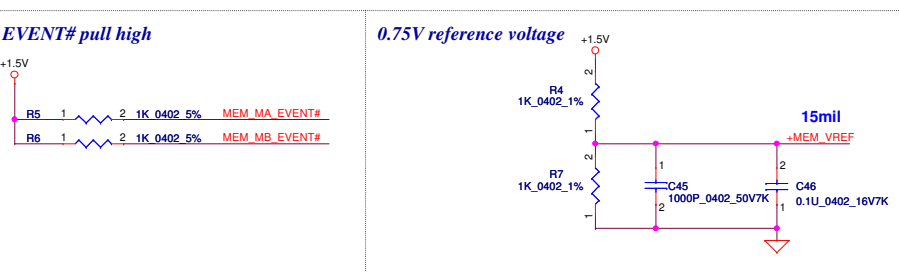 EVENT# pull high
+1.5V
R5 1 2 1K_0402_5% MEM_MA_EVENT#
R6 1 2 1K_0402_5% MEM_MB_EVENT#
0.75V reference voltage
+1.5V
2
R4
1K_0402_1%
1
15mil
+MEM_VREF
2
R7
1K_0402_1%
1
1
C45
1000P_0402_50V7K
2
2
C46
0.1U_0402_16V7K
1